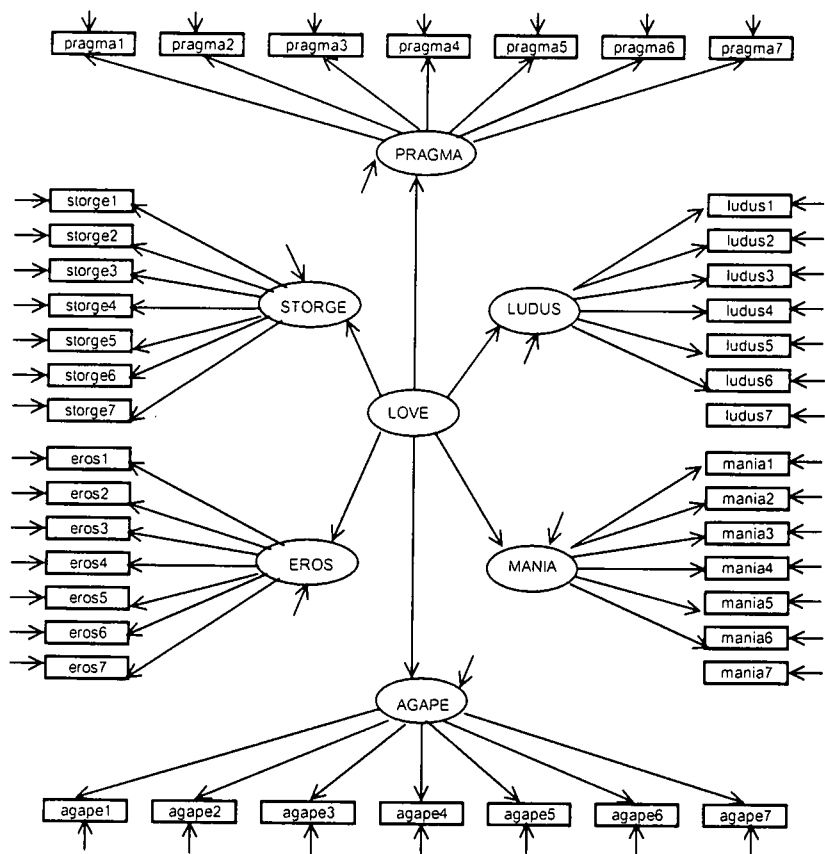 pragma1 pragma2 pragma3 pragma4 pragma5 pragma6 pragma7
PRAGMA
storge1
storge2
storge3
storge4
storge5
storge6
storge7
STORGE
ludus1
ludus2
ludus3
ludus4
ludus5
ludus6
ludus7
LUDUS
LOVE
eros1
eros2
eros3
eros4
eros5
eros6
eros7
EROS
mania1
mania2
mania3
mania4
mania5
mania6
mania7
MANIA
AGAPE
agape1 agape2 agape3 agape4 agape5 agape6 agape7